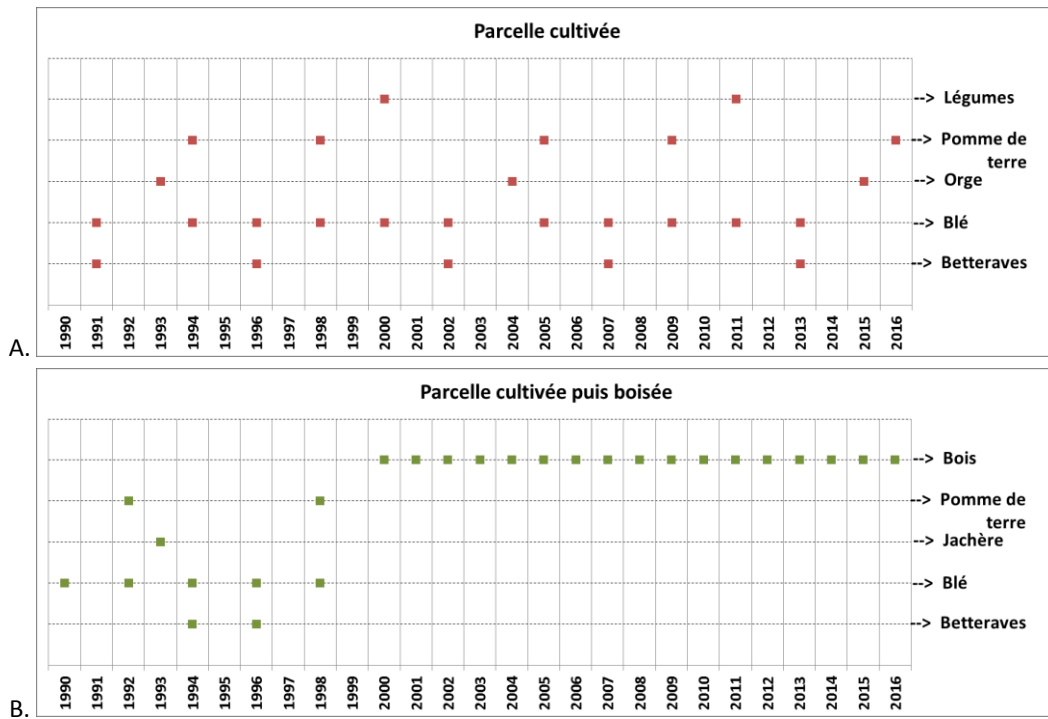 Parcelle cultivée
--> Légumes
--> Pomme de
terre
--> Orge
--> Blé
--> Betteraves
1990 1991 1992 1993 1994 1995 1996 1997 1998 1999 2000 2001 2002 2003 2004 2005 2006 2007 2008 2009 2010 2011 2012 2013 2014 2015 2016
A.
Parcelle cultivée puis boisée
--> Bois
--> Pomme de
terre
--> Jachère
--> Blé
--> Betteraves
1990 1991 1992 1993 1994 1995 1996 1997 1998 1999 2000 2001 2002 2003 2004 2005 2006 2007 2008 2009 2010 2011 2012 2013 2014 2015 2016
B.